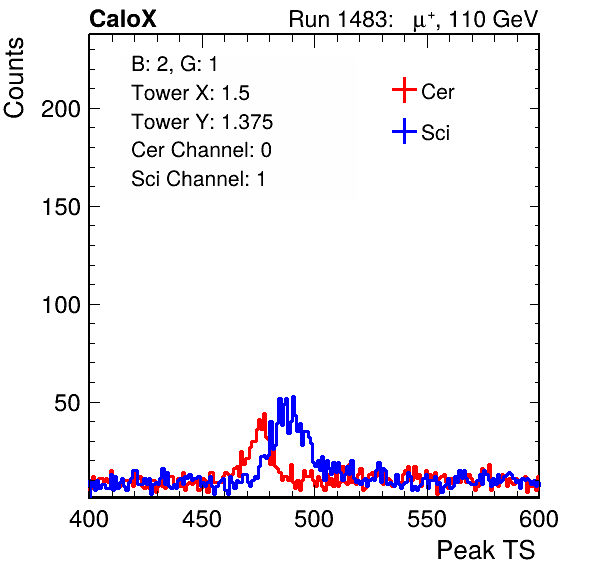 CaloX
Run 1483: μ⁺, 110 GeV
Counts
B: 2, G: 1
Tower X: 1.5
Tower Y: 1.375
Cer Channel: 0
Sci Channel: 1
Cer
Sci
200
150
100
50
400 450 500 550 600
Peak TS